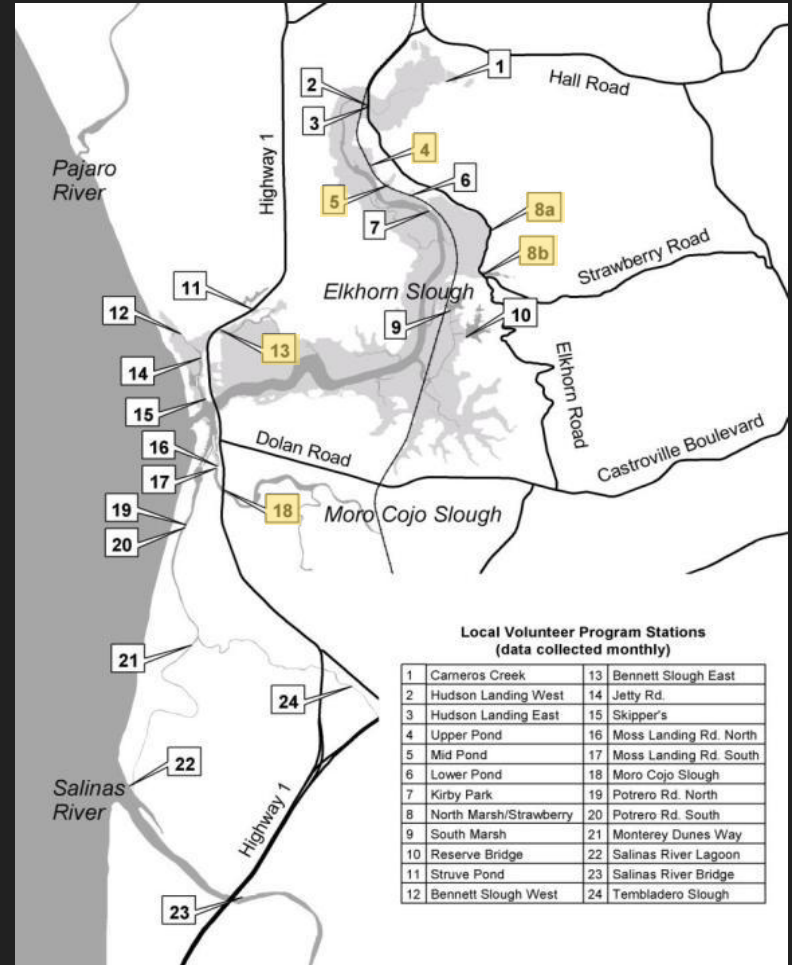 1
Hall Road
2
3
Highway 1
4
Pajaro
River
6
5
8a
7
8b
Strawberry Road
11
Elkhorn Slough
12
10
9
13
14
Elkhorn Road
15
Dolan Road
Castroville Boulevard
16
17
18
Moro Cojo Slough
19
20
21
Local Volunteer Program Stations
(data collected monthly)
1 Carneros Creek 13 Bennett Slough East
2 Hudson Landing West 14 Jetty Rd.
3 Hudson Landing East 15 Skipper's
4 Upper Pond 16 Moss Landing Rd. North
5 Mid Pond 17 Moss Landing Rd. South
6 Lower Pond 18 Moro Cojo Slough
7 Kirby Park 19 Potrero Rd. North
8 North Marsh/Strawberry 20 Potrero Rd. South
9 South Marsh 21 Monterey Dunes Way
10 Reserve Bridge 22 Salinas River Lagoon
11 Struve Pond 23 Salinas River Bridge
12 Bennett Slough West 24 Tembladero Slough
24
22
Salinas
River
Highway 1
23